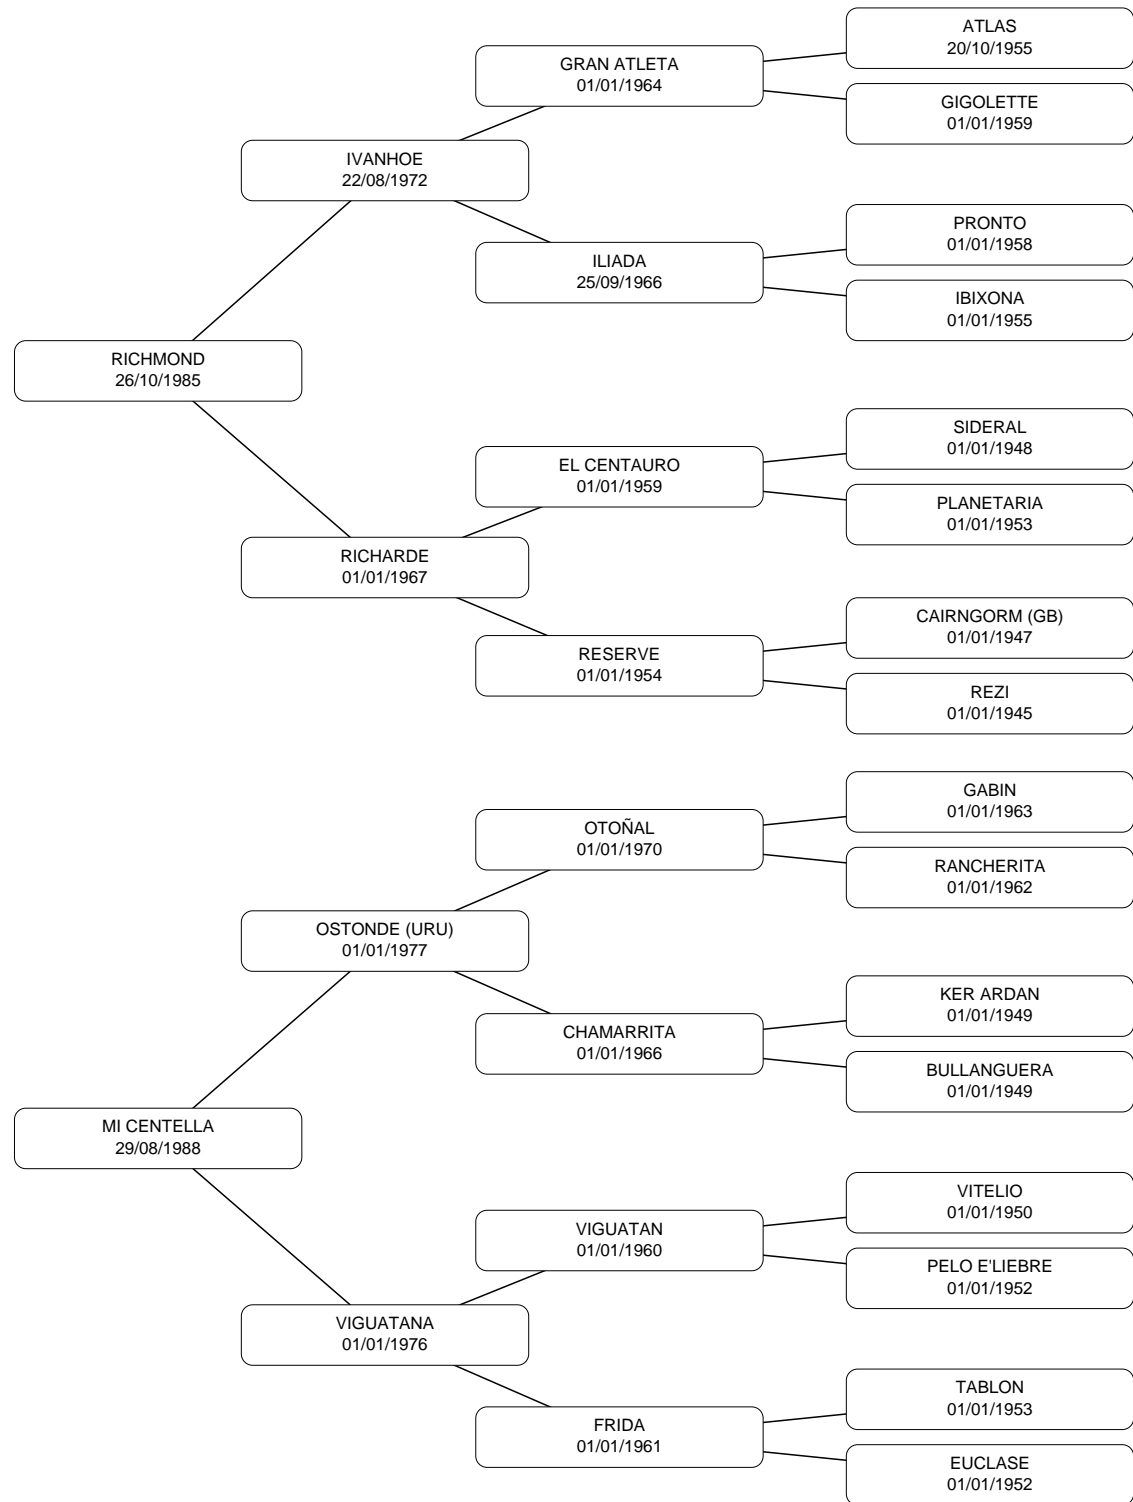 ATLAS
20/10/1955
GRAN ATLETA
01/01/1964
GIGOLETTE
01/01/1959
IVANHOE
22/08/1972
PRONTO
01/01/1958
ILIADA
25/09/1966
IBIXONA
01/01/1955
RICHMOND
26/10/1985
SIDERAL
01/01/1948
EL CENTAURO
01/01/1959
PLANETARIA
01/01/1953
RICHARDE
01/01/1967
CAIRNGORM (GB)
01/01/1947
RESERVE
01/01/1954
REZI
01/01/1945
GABIN
01/01/1963
OTOÑAL
01/01/1970
RANCHERITA
01/01/1962
OSTONDE (URU)
01/01/1977
KER ARDAN
01/01/1949
CHAMARRITA
01/01/1966
BULLANGUERA
01/01/1949
MI CENTELLA
29/08/1988
VITELIO
01/01/1950
VIGUATAN
01/01/1960
PELO E'LIEBRE
01/01/1952
VIGUATANA
01/01/1976
TABLON
01/01/1953
FRIDA
01/01/1961
EUCLASE
01/01/1952